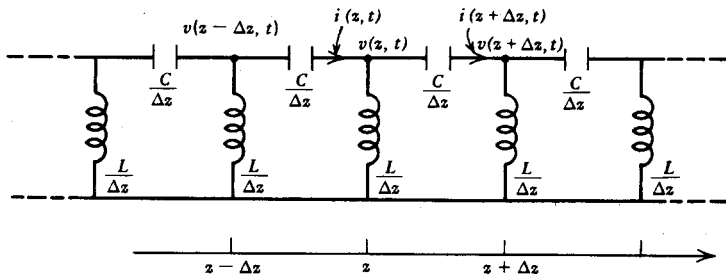 i (z, t)
i (z + Δz, t)
v(z − Δz, t)
v(z, t)
v(z + Δz, t)
C/Δz
C/Δz
C/Δz
C/Δz
L/Δz
L/Δz
L/Δz
L/Δz
L/Δz
z − Δz
z
z + Δz